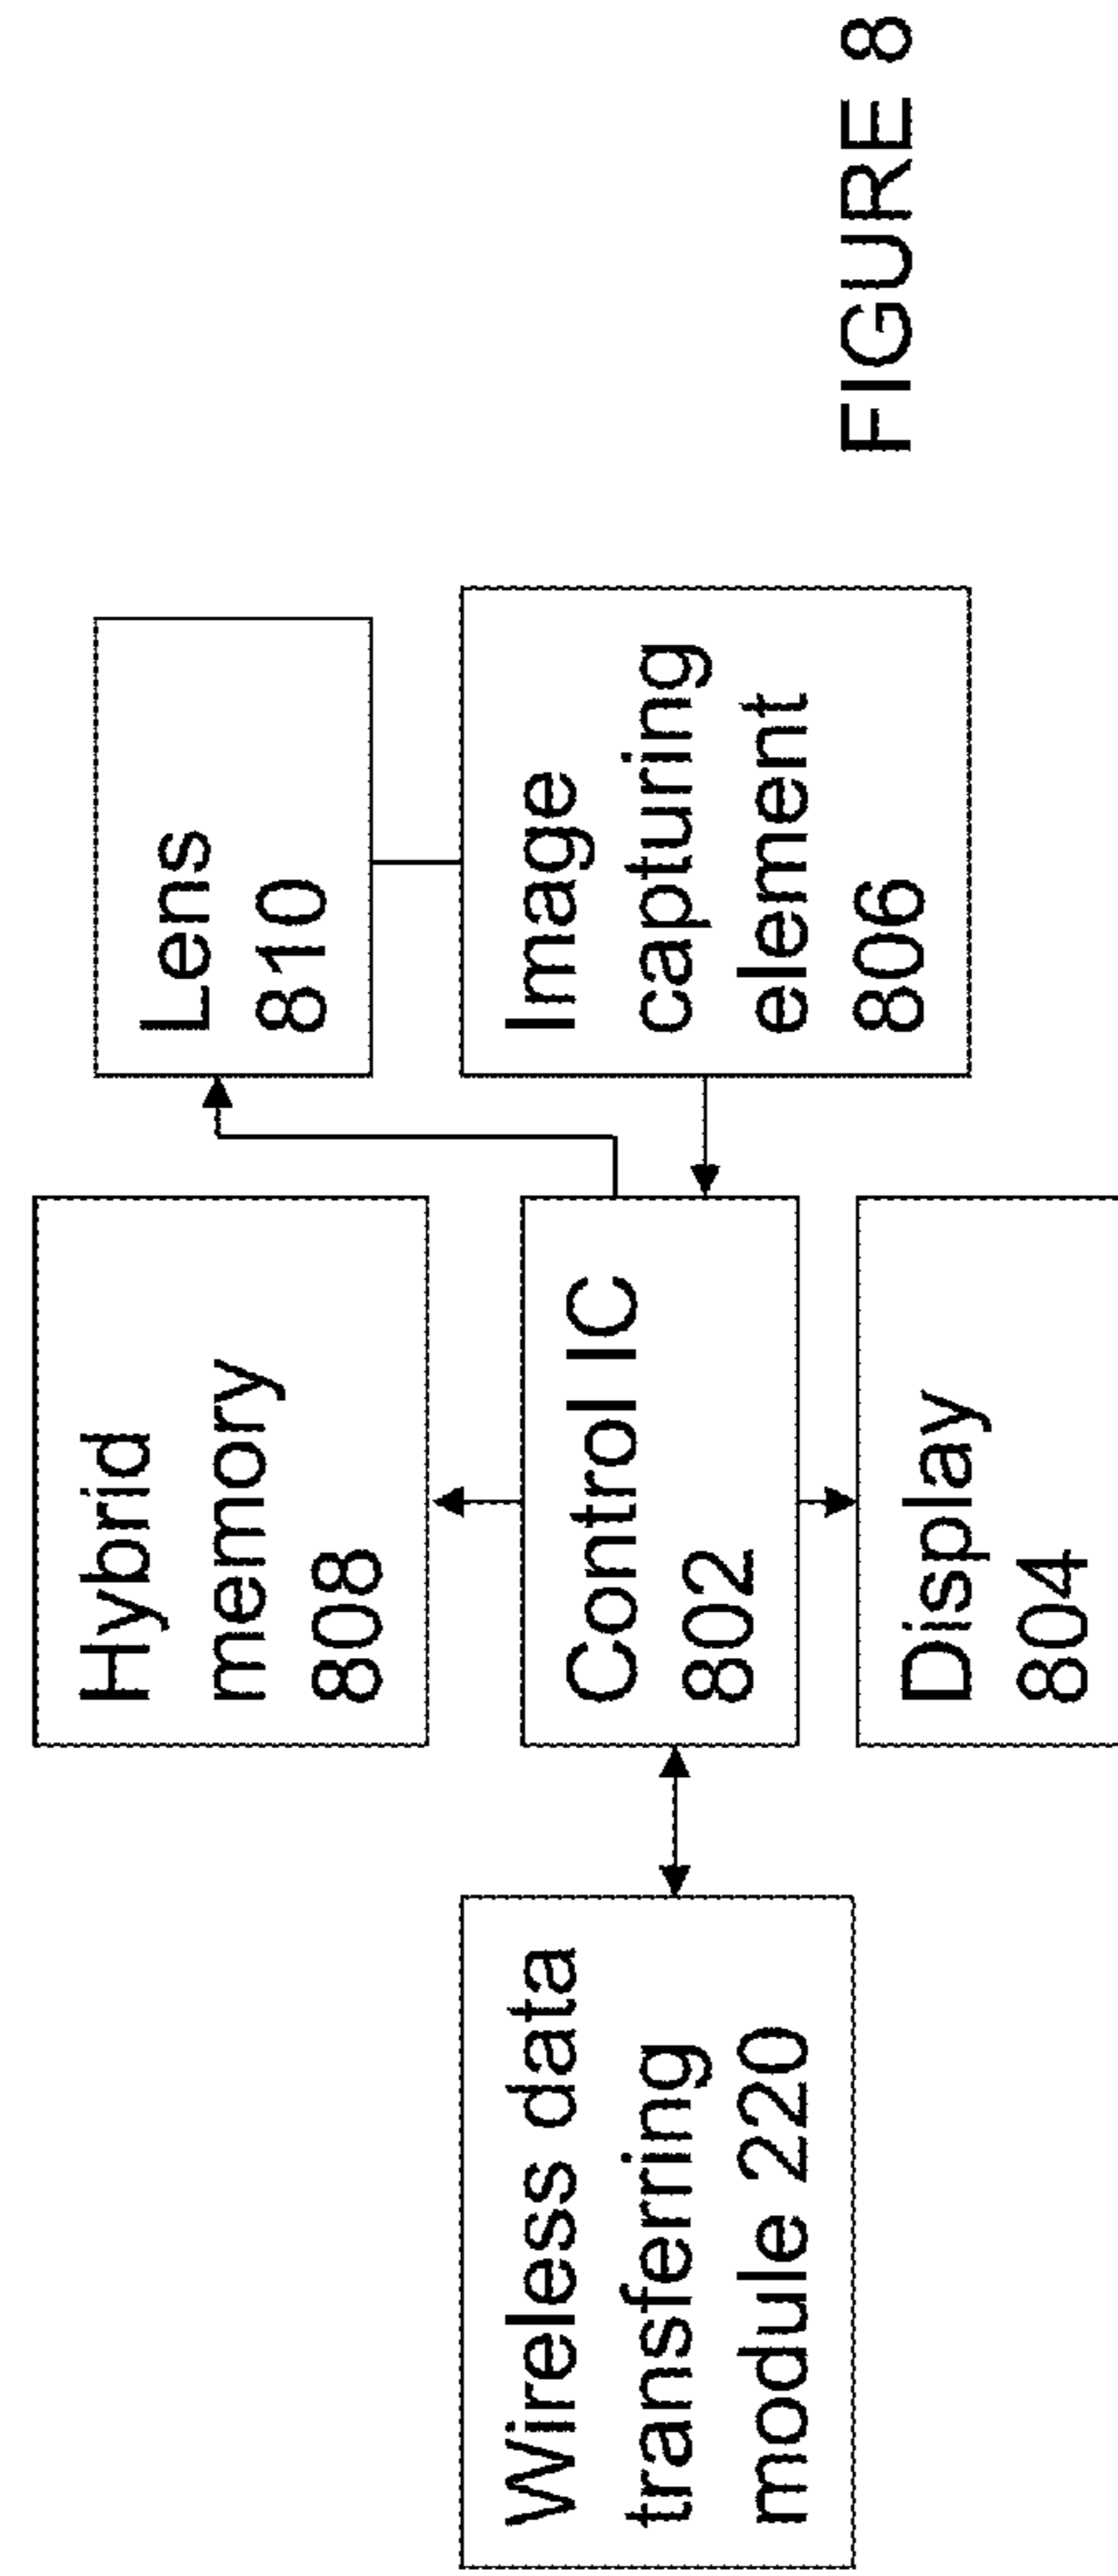 Hybrid
memory
808
Lens
810
Wireless data
transferring
module 220
Control IC
802
Image
capturing
element
806
Display
804
FIGURE 8